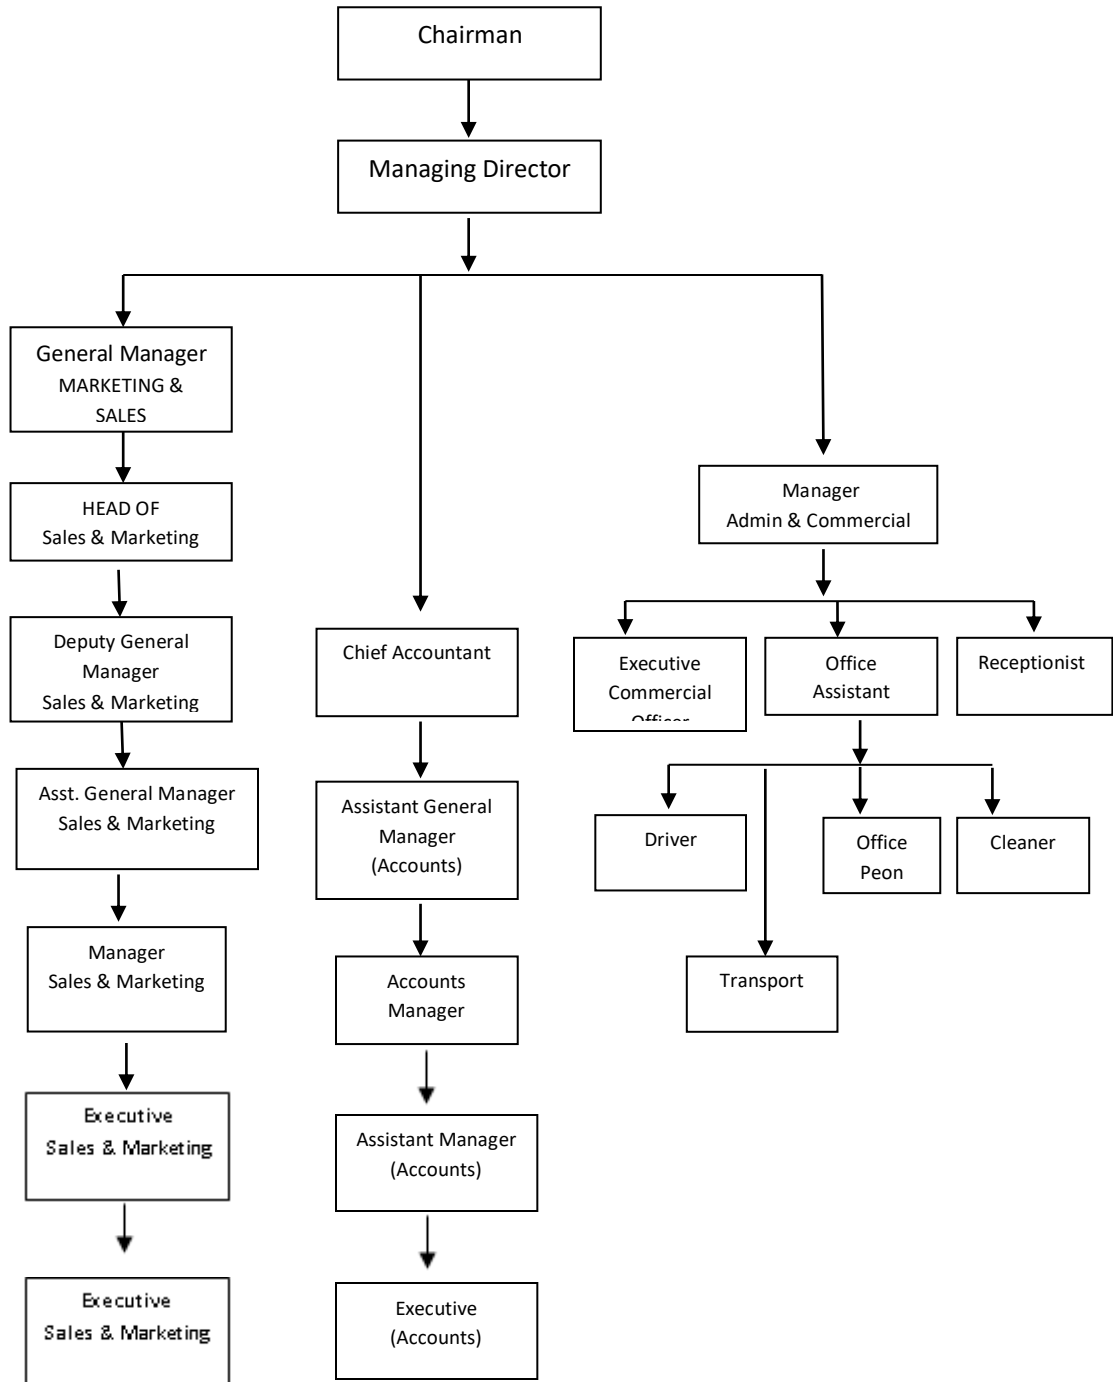 Chairman
Managing Director
General Manager
MARKETING &
SALES
HEAD OF
Sales & Marketing
Deputy General
Manager
Sales & Marketing
Asst. General Manager
Sales & Marketing
Manager
Sales & Marketing
Executive
Sales & Marketing
Executive
Sales & Marketing
Chief Accountant
Assistant General
Manager
(Accounts)
Accounts
Manager
Assistant Manager
(Accounts)
Executive
(Accounts)
Manager
Admin & Commercial
Executive
Commercial
Officer
Office
Assistant
Receptionist
Driver
Office
Peon
Cleaner
Transport